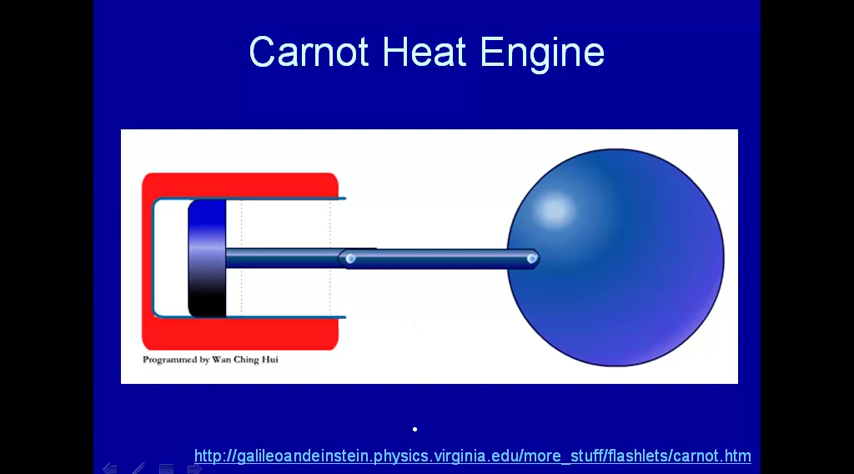 Carnot Heat Engine
Programmed by Wan Ching Hui
http://galileoandeinstein.physics.virginia.edu/more_stuff/flashlets/carnot.htm